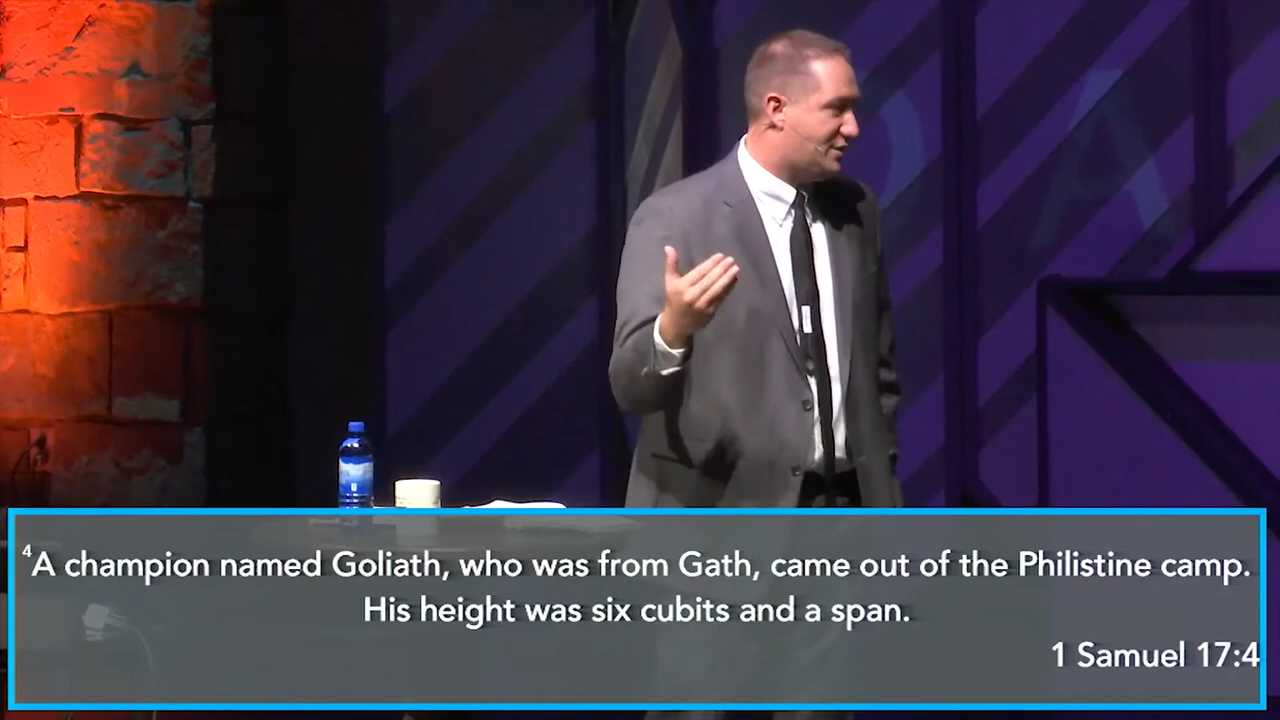 ⁴A champion named Goliath, who was from Gath, came out of the Philistine camp.
His height was six cubits and a span.
1 Samuel 17:4